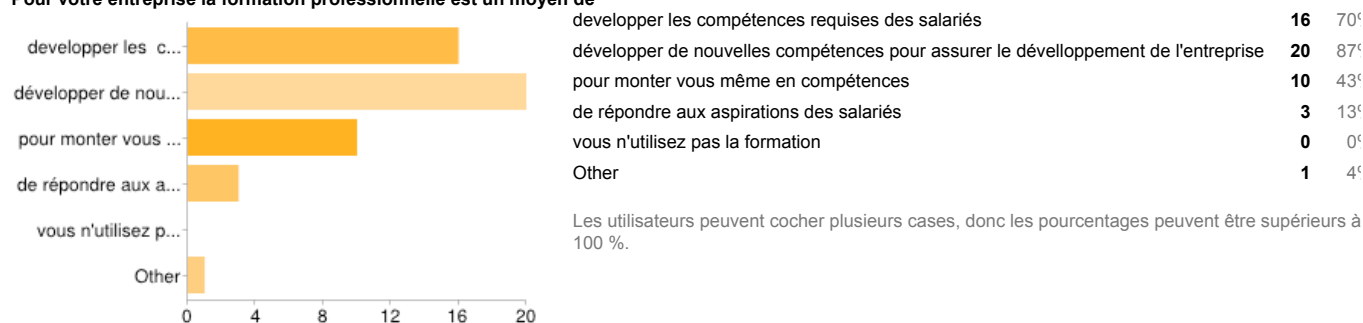 Pour votre entreprise la formation professionnelle est un moyen de
developper les c...
développer de nou...
pour monter vous ...
de répondre aux a...
vous n'utilisez p...
Other
0 4 8 12 16 20
developper les compétences requises des salariés 16 70%
développer de nouvelles compétences pour assurer le dévelloppement de l'entreprise 20 87%
pour monter vous même en compétences 10 43%
de répondre aux aspirations des salariés 3 13%
vous n'utilisez pas la formation 0 0%
Other 1 4%
Les utilisateurs peuvent cocher plusieurs cases, donc les pourcentages peuvent être supérieurs à
100 %.